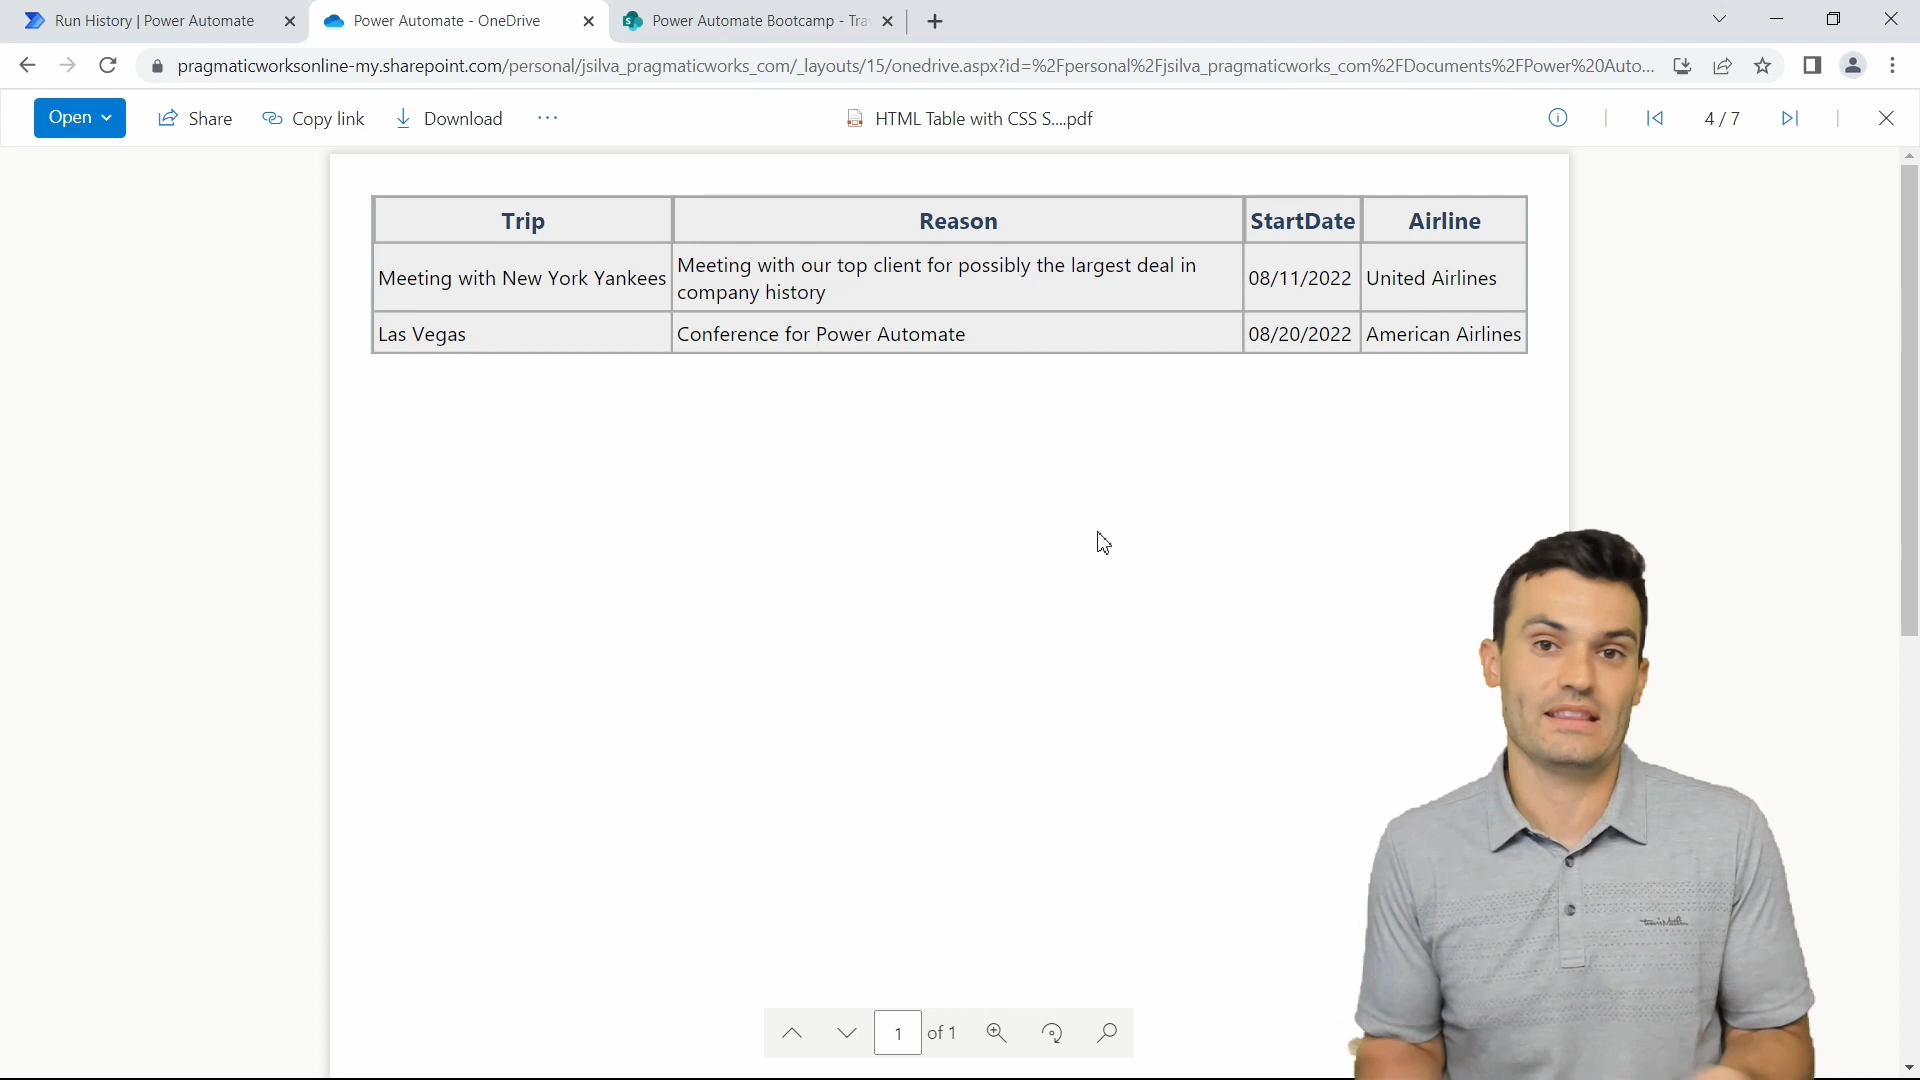 Run History | Power Automate
Power Automate - OneDrive
Power Automate Bootcamp - Tra
pragmaticworksonline-my.sharepoint.com/personal/jsilva_pragmaticworks_com/_layouts/15/onedrive.aspx?id=%2Fpersonal%2Fjsilva_pragmaticworks_com%2FDocuments%2FPower%20Auto...
Open
Share
Copy link
Download
HTML Table with CSS S....pdf
4 / 7
Trip Reason StartDate Airline
Meeting with New York Yankees Meeting with our top client for possibly the largest deal in
company history 08/11/2022 United Airlines
Las Vegas Conference for Power Automate 08/20/2022 American Airlines
1 of 1